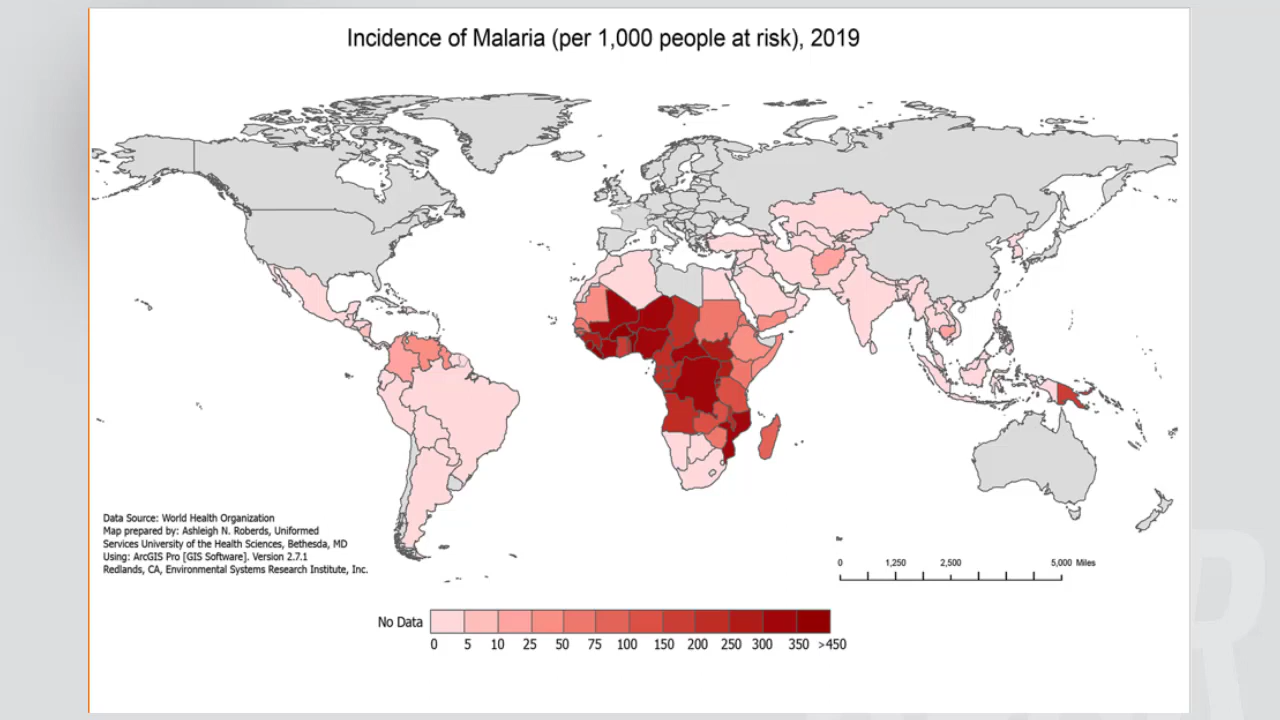 Incidence of Malaria (per 1,000 people at risk), 2019
Data Source: World Health Organization
Map prepared by: Ashleigh N. Roberds, Uniformed
Services University of the Health Sciences, Bethesda, MD
Using: ArcGIS Pro [GIS Software]. Version 2.7.1
Redlands, CA, Environmental Systems Research Institute, Inc.
0 1,250 2,500 5,000 Miles
No Data
0 5 10 25 50 75 100 150 200 250 300 350 >450